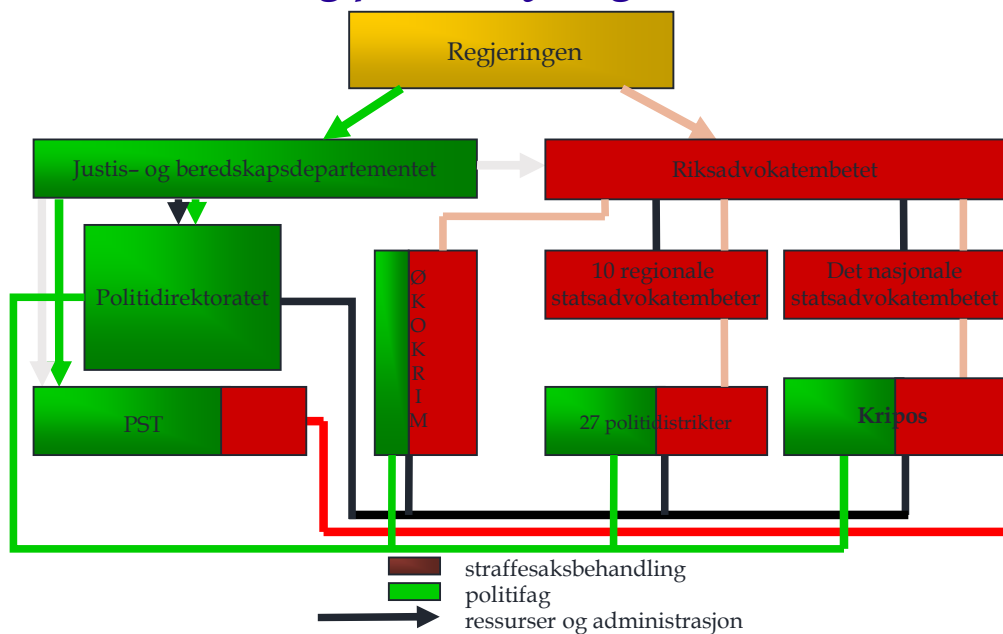 Regjeringen
Justis– og beredskapsdepartementet
Riksadvokatembetet
Politidirektoratet
ØKOKRIM
10 regionale
statsadvokatembeter
Det nasjonale
statsadvokatembetet
PST
27 politidistrikter
Kripos
straffesaksbehandling
politifag
ressurser og administrasjon